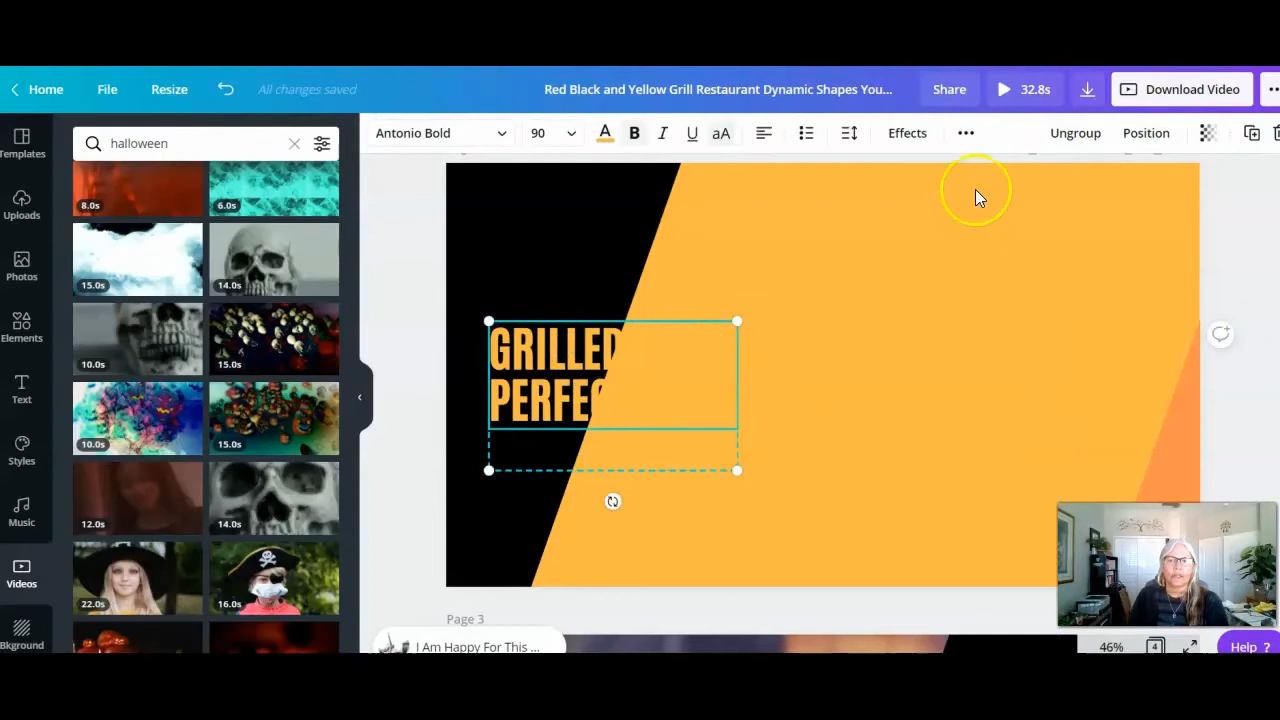 Home
File
Resize
All changes saved
Red Black and Yellow Grill Restaurant Dynamic Shapes You...
Share
32.8s
Download Video
Templates
Uploads
Photos
Elements
Text
Styles
Music
Videos
Bkground
halloween
8.0s
6.0s
15.0s
14.0s
10.0s
15.0s
10.0s
15.0s
12.0s
14.0s
22.0s
16.0s
Antonio Bold
90
A
B
I
U
aA
Effects
Ungroup
Position
GRILLED
PERFEC
Page 3
I Am Happy For This ...
46%
4
Help ?